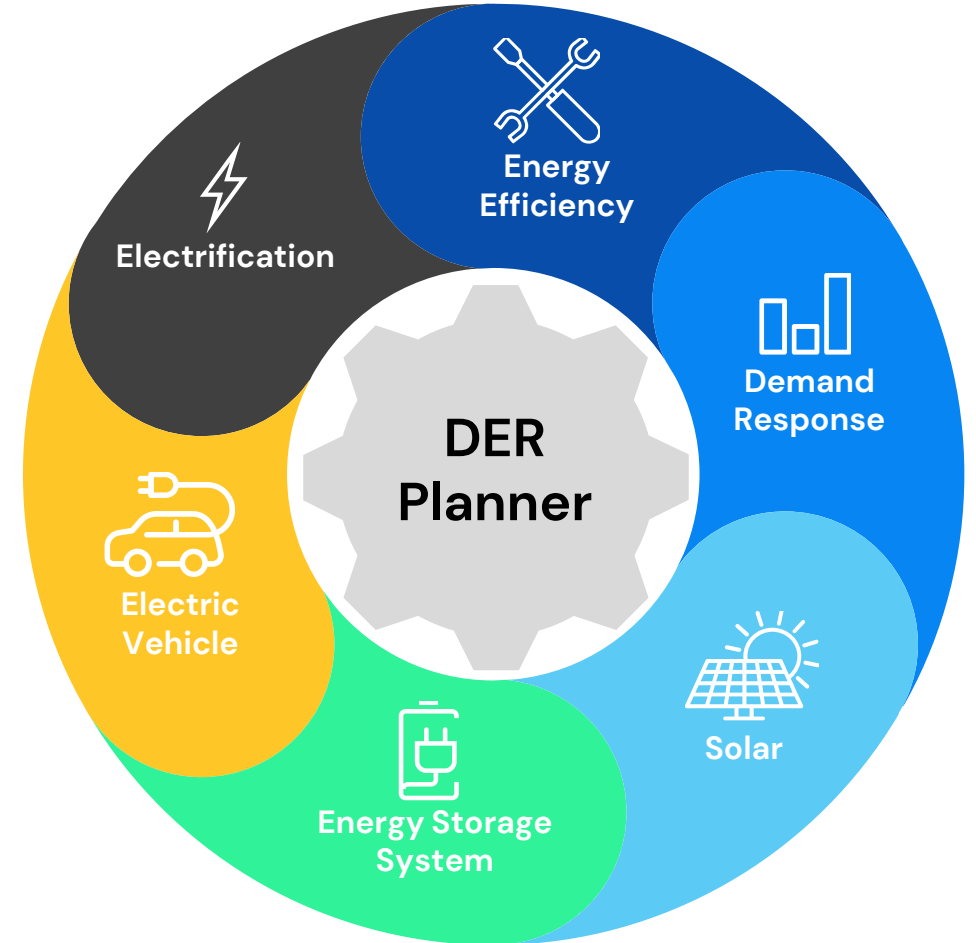 Energy
Efficiency
Electrification
Demand
Response
DER
Planner
Electric
Vehicle
Solar
Energy Storage
System